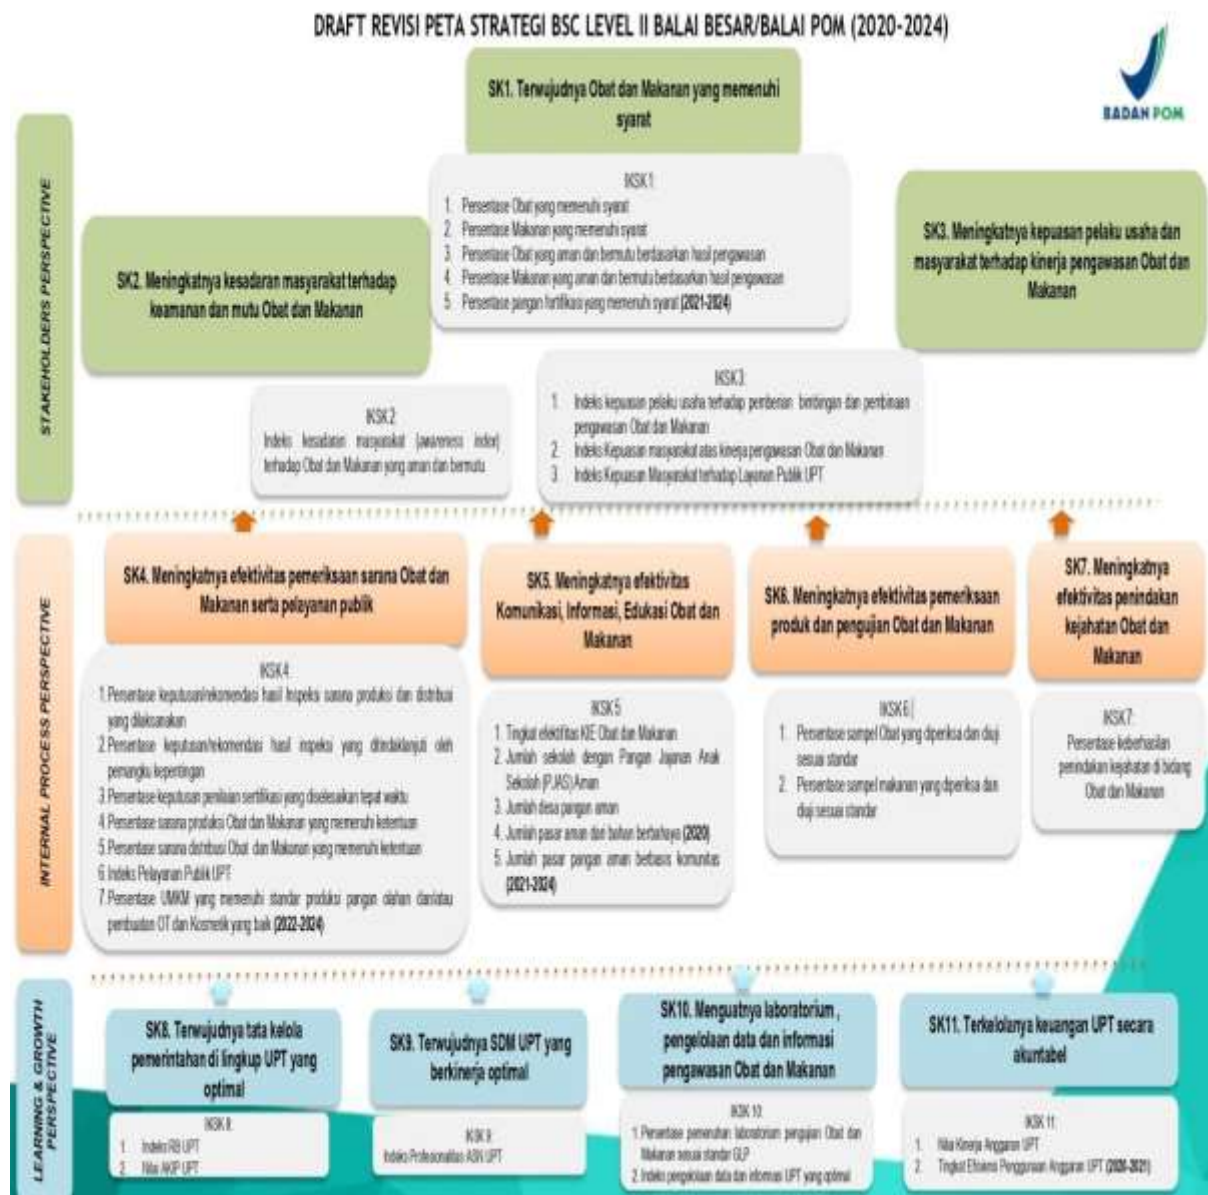 DRAFT REVISI PETA STRATEGI BSC LEVEL II BALAI BESAR/BALAI POM (2020-2024)
BADAN POM
STAKEHOLDERS PERSPECTIVE
SK1. Terwujudnya Obat dan Makanan yang memenuhi
syarat
IKSK1:
1. Persentase Obat yang memenuhi syarat
2. Persentase Makanan yang memenuhi syarat
3. Persentase Obat yang aman dan bermutu berdasarkan hasil pengawasan
4. Persentase Makanan yang aman dan bermutu berdasarkan hasil pengawasan
5. Persentase pangan fortifikasi yang memenuhi syarat (2021-2024)
SK2. Meningkatnya kesadaran masyarakat terhadap
keamanan dan mutu Obat dan Makanan
IKSK2:
Indeks kesadaran masyarakat (awareness index)
terhadap Obat dan Makanan yang aman dan bermutu
SK3. Meningkatnya kepuasan pelaku usaha dan
masyarakat terhadap kinerja pengawasan Obat dan
Makanan
IKSK3:
1. Indeks kepuasan pelaku usaha terhadap pemberian bimbingan dan pembinaan
pengawasan Obat dan Makanan
2. Indeks Kepuasan masyarakat atas kinerja pengawasan Obat dan Makanan
3. Indeks Kepuasan Masyarakat terhadap Layanan Publik UPT
INTERNAL PROCESS PERSPECTIVE
SK4. Meningkatnya efektivitas pemeriksaan sarana Obat dan
Makanan serta pelayanan publik
IKSK4:
1. Persentase keputusan/rekomendasi hasil Inspeksi sarana produksi dan distribusi
yang dilaksanakan
2. Persentase keputusan/rekomendasi hasil inspeksi yang ditindaklanjuti oleh
pemangku kepentingan
3. Persentase keputusan penilaian sertifikasi yang diselesaikan tepat waktu
4. Persentase sarana produksi Obat dan Makanan yang memenuhi ketentuan
5. Persentase sarana distribusi Obat dan Makanan yang memenuhi ketentuan
6. Indeks Pelayanan Publik UPT
7. Persentase UMKM yang memenuhi standar produksi pangan olahan dan/atau
pembuatan OT dan Kosmetik yang baik (2022-2024)
SK5. Meningkatnya efektivitas
Komunikasi, Informasi, Edukasi Obat dan
Makanan
IKSK5:
1. Tingkat efektifitas KIE Obat dan Makanan
2. Jumlah sekolah dengan Pangan Jajanan Anak
Sekolah (PJAS) Aman
3. Jumlah desa pangan aman
4. Jumlah pasar aman dari bahan berbahaya (2020)
5. Jumlah pasar pangan aman berbasis komunitas
(2021-2024)
SK6. Meningkatnya efektivitas pemeriksaan
produk dan pengujian Obat dan Makanan
IKSK6:
1. Persentase sampel Obat yang diperiksa dan diuji
sesuai standar
2. Persentase sampel makanan yang diperiksa dan
diuji sesuai standar
SK7. Meningkatnya
efektivitas penindakan
kejahatan Obat dan
Makanan
IKSK7:
Persentase keberhasilan
penindakan kejahatan di bidang
Obat dan Makanan
LEARNING & GROWTH
PERSPECTIVE
SK8. Terwujudnya tata kelola
pemerintahan di lingkup UPT yang
optimal
IKSK 8:
1. Indeks RB UPT
2. Nilai AKIP UPT
SK9. Terwujudnya SDM UPT yang
berkinerja optimal
IKSK 9:
Indeks Profesionalitas ASN UPT
SK10. Menguatnya laboratorium,
pengelolaan data dan informasi
pengawasan Obat dan Makanan
IKSK 10:
1. Persentase pemenuhan laboratorium pengujian Obat dan
Makanan sesuai standar GLP
2. Indeks pengelolaan data dan informasi UPT yang optimal
SK11. Terkelolanya keuangan UPT secara
akuntabel
IKSK 11:
1. Nilai Kinerja Anggaran UPT
2. Tingkat Efisiensi Penggunaan Anggaran UPT (2020-2021)